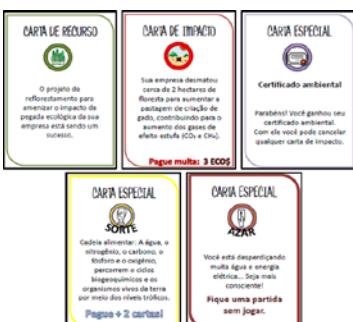 CARTA DE RECURSO
O projeto de
reflorestamento para
amenizar o impacto da
pegada ecológica da sua
empresa está sendo um
sucesso.
CARTA DE IMPACTO
Sua empresa desmatou
cerca de 2 hectares de
floresta para aumentar a
pastagem de criação de
gado, contribuindo para o
aumento dos gases de
efeito estufa (CO₂ e CH₄).
Pague multa: 3 ECO$
CARTA ESPECIAL
Certificado ambiental
Parabéns! Você ganhou seu
certificado ambiental.
Com ele você pode cancelar
qualquer carta de impacto.
CARTA ESPECIAL
SORTE
Cadeia alimentar: A água, o
nitrogênio, o carbono, o
fósforo e o oxigênio,
percorrem o ciclos
biogeoquímicos e os
organismos vivos da terra
por meio dos níveis tróficos.
Pegue + 2 cartas!
CARTA ESPECIAL
AZAR
Você está desperdiçando
muita água e energia
elétrica... Seja mais
consciente!
Fique uma partida
sem jogar.